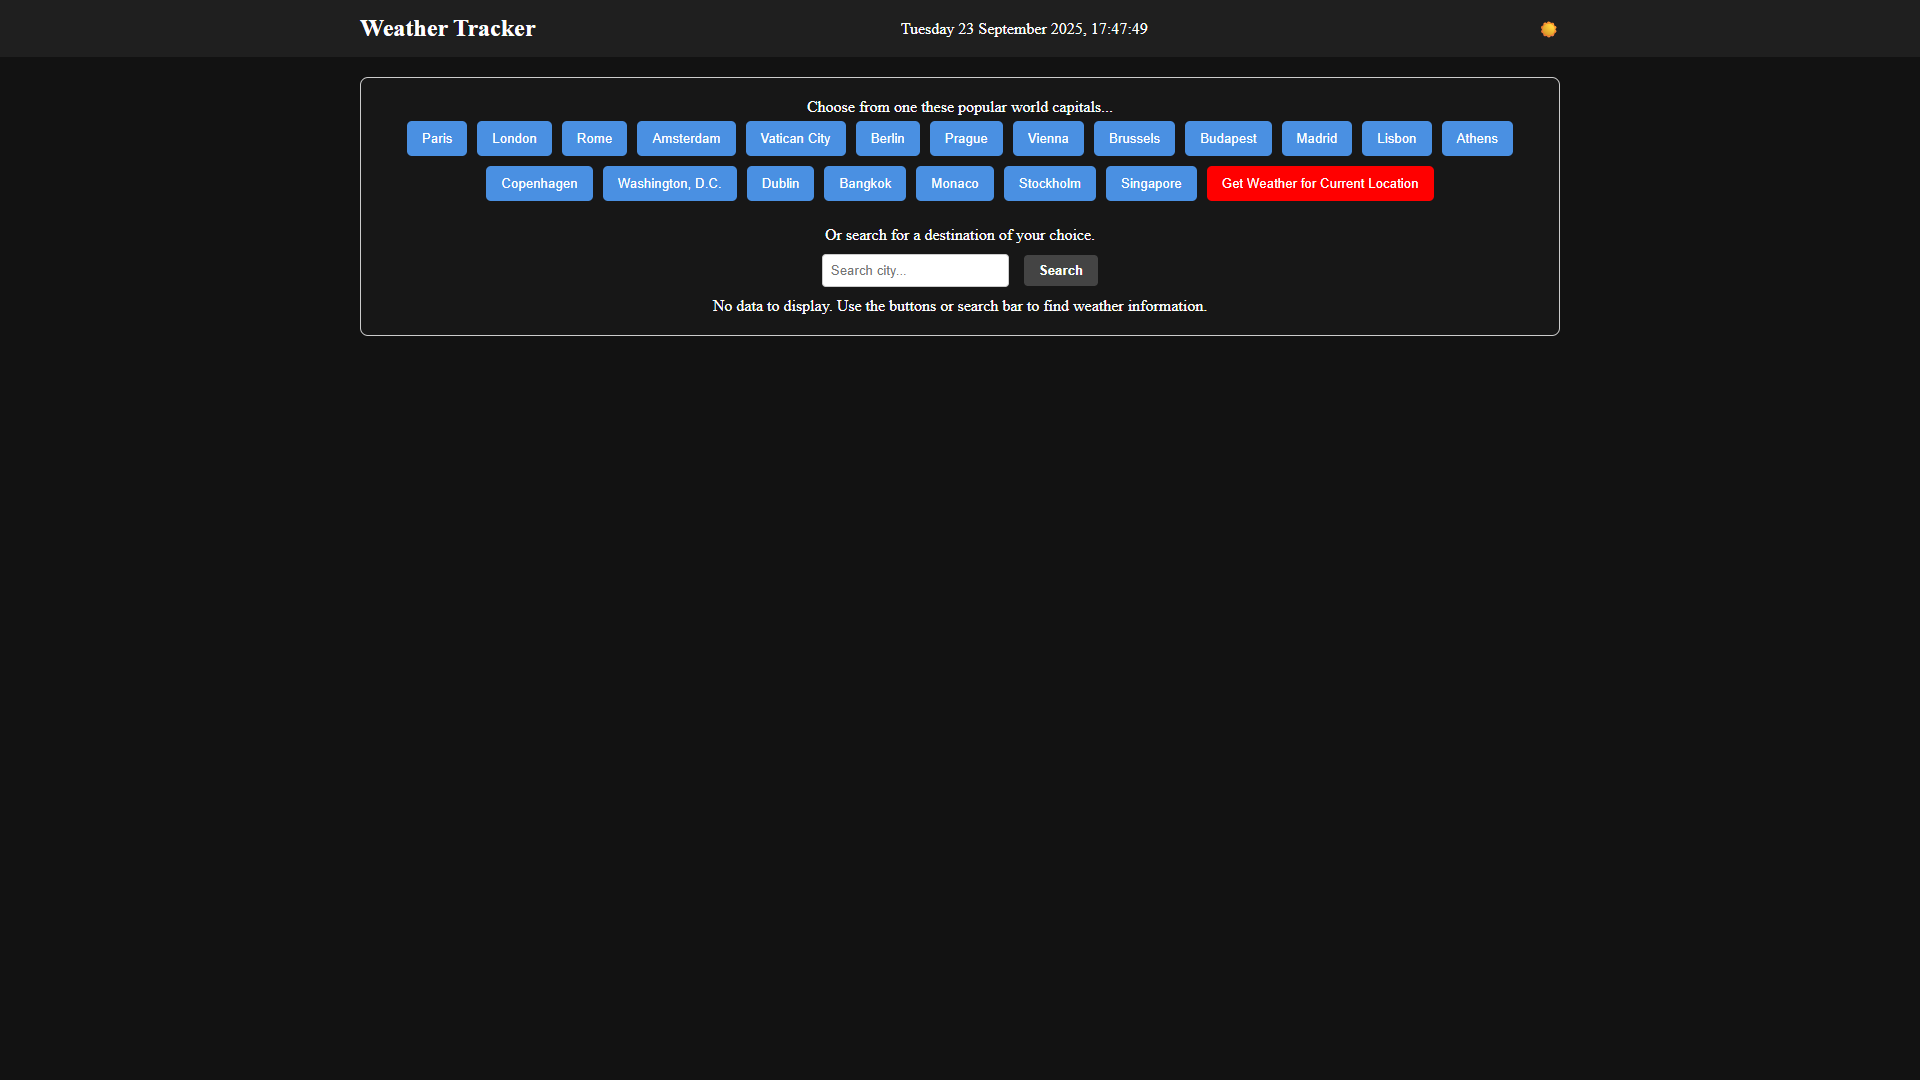 Weather Tracker
Tuesday 23 September 2025, 17:47:49
Choose from one these popular world capitals...
Paris London Rome Amsterdam Vatican City Berlin Prague Vienna Brussels Budapest Madrid Lisbon Athens
Copenhagen Washington, D.C. Dublin Bangkok Monaco Stockholm Singapore Get Weather for Current Location
Or search for a destination of your choice.
Search city... Search
No data to display. Use the buttons or search bar to find weather information.